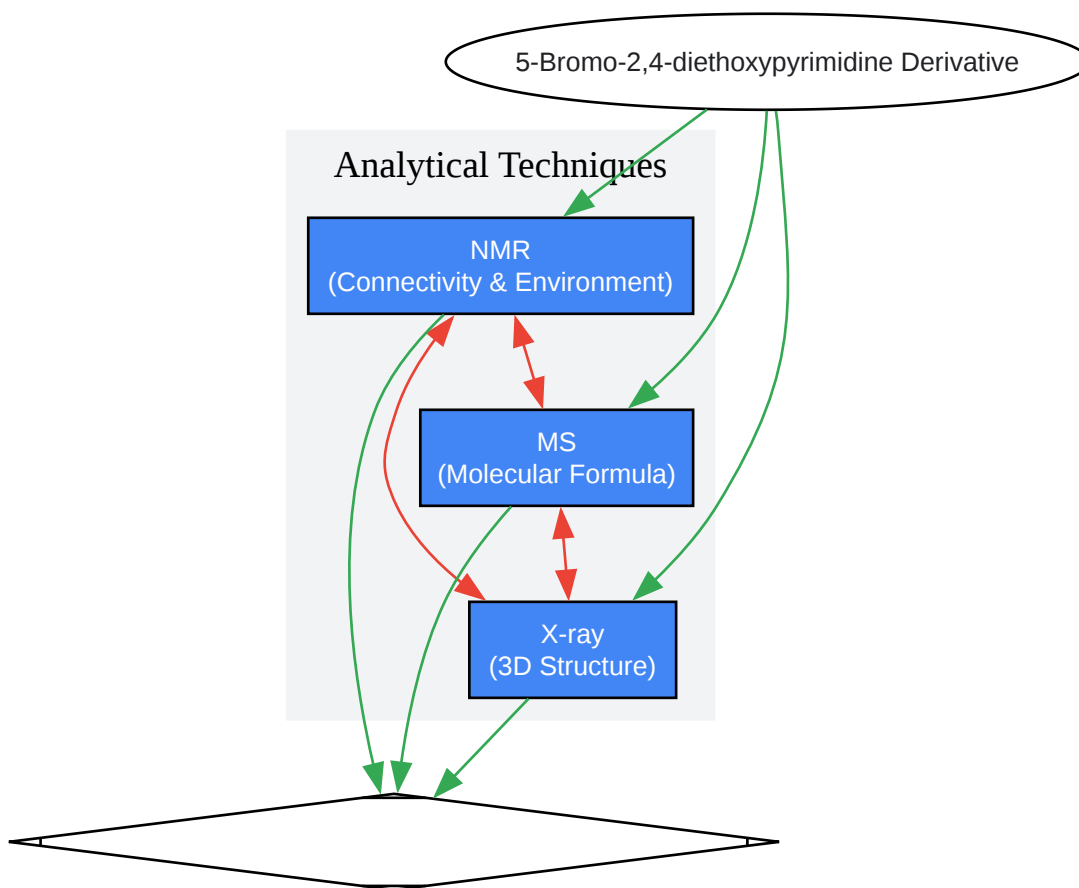 5-Bromo-2,4-diethoxypyrimidine Derivative
Analytical Techniques
NMR
(Connectivity & Environment)
MS
(Molecular Formula)
X-ray
(3D Structure)